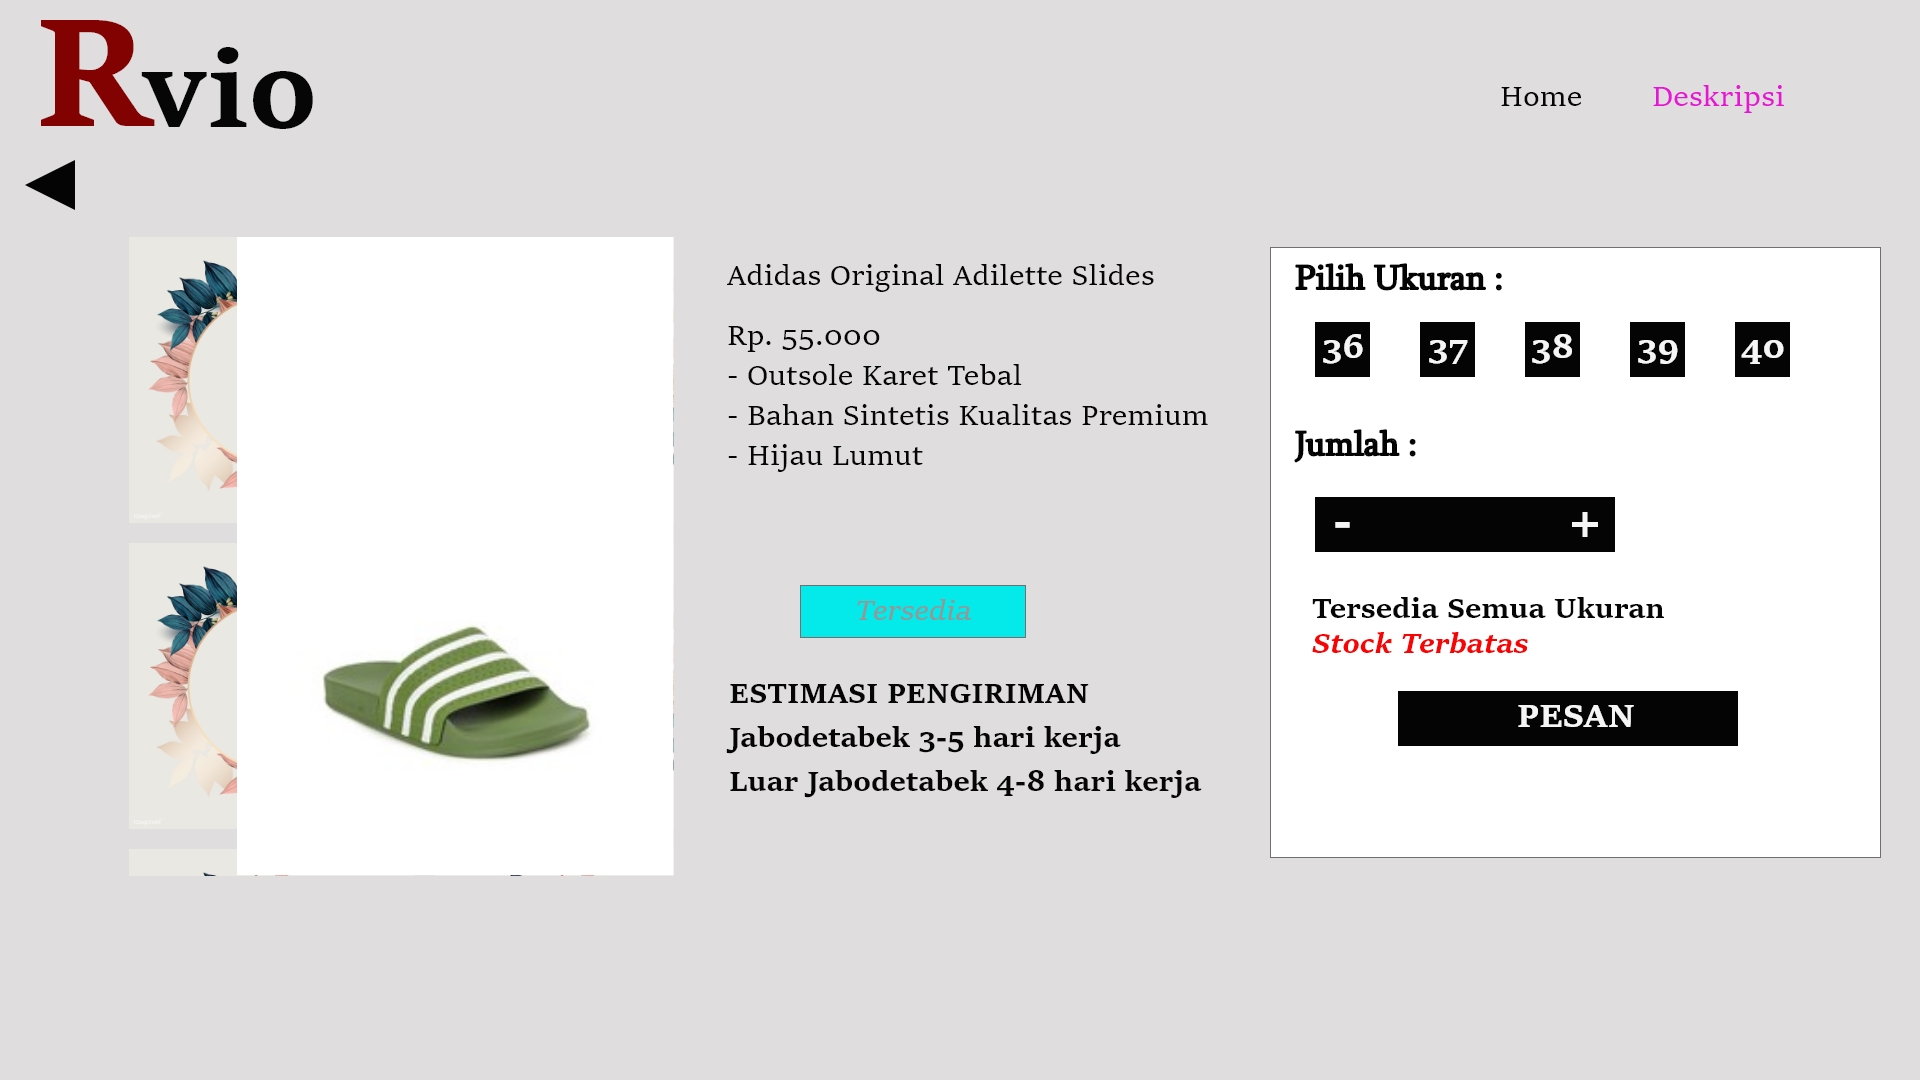 Rvio
Home
Deskripsi
Adidas Original Adilette Slides
Rp. 55.000
- Outsole Karet Tebal
- Bahan Sintetis Kualitas Premium
- Hijau Lumut
Tersedia
ESTIMASI PENGIRIMAN
Jabodetabek 3-5 hari kerja
Luar Jabodetabek 4-8 hari kerja
Pilih Ukuran :
36 37 38 39 40
Jumlah :
- +
Tersedia Semua Ukuran
Stock Terbatas
PESAN